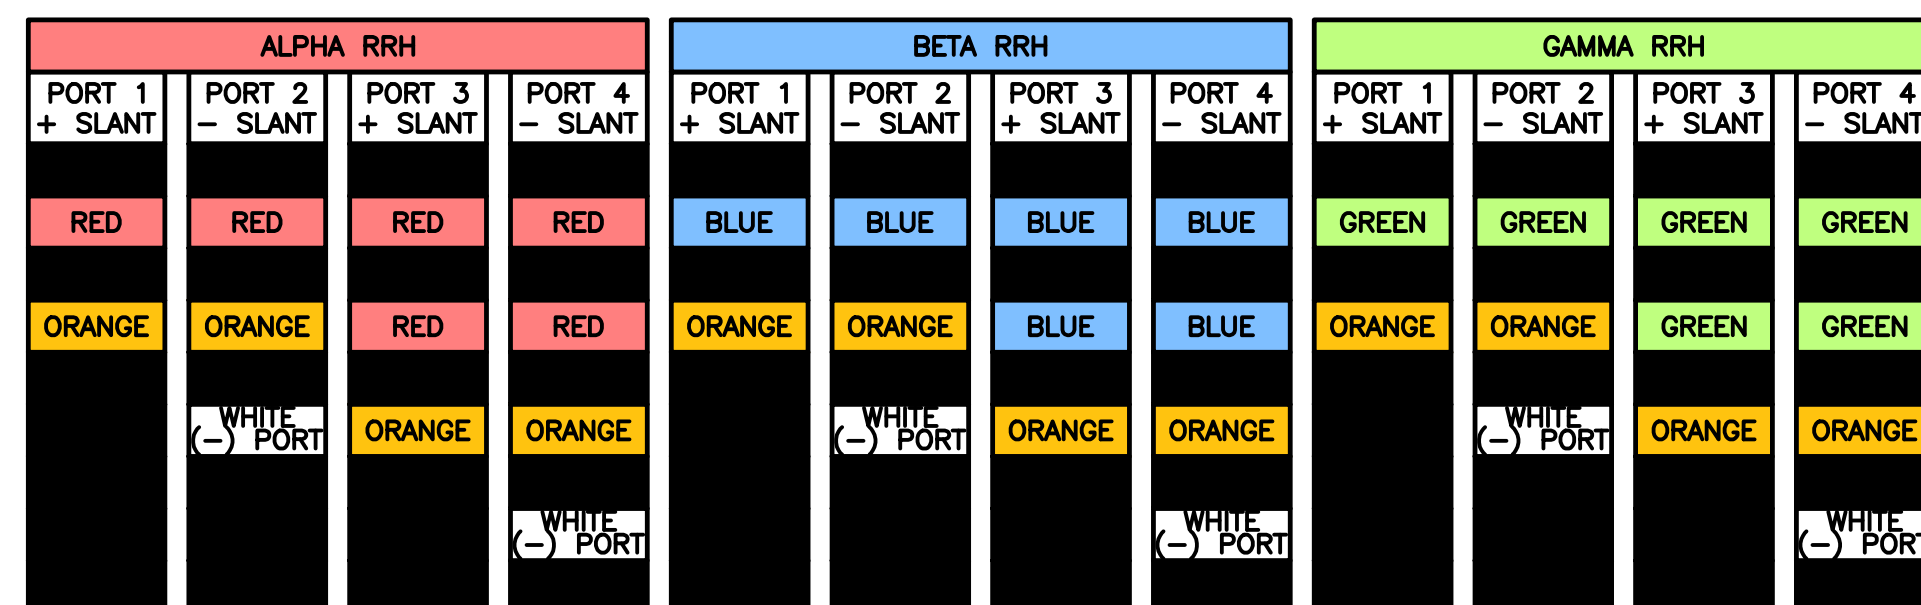 ALPHA RRH BETA RRH GAMMA RRH
PORT 1 PORT 2 PORT 3 PORT 4 PORT 1 PORT 2 PORT 3 PORT 4 PORT 1 PORT 2 PORT 3 PORT 4
+ SLANT - SLANT + SLANT - SLANT + SLANT - SLANT + SLANT - SLANT + SLANT - SLANT + SLANT - SLANT
RED RED RED RED BLUE BLUE BLUE BLUE GREEN GREEN GREEN GREEN
ORANGE ORANGE RED RED ORANGE ORANGE BLUE BLUE ORANGE ORANGE GREEN GREEN
WHITE WHITE WHITE
(-) PORT ORANGE ORANGE (-) PORT ORANGE ORANGE (-) PORT ORANGE ORANGE
WHITE WHITE WHITE
(-) PORT (-) PORT (-) PORT